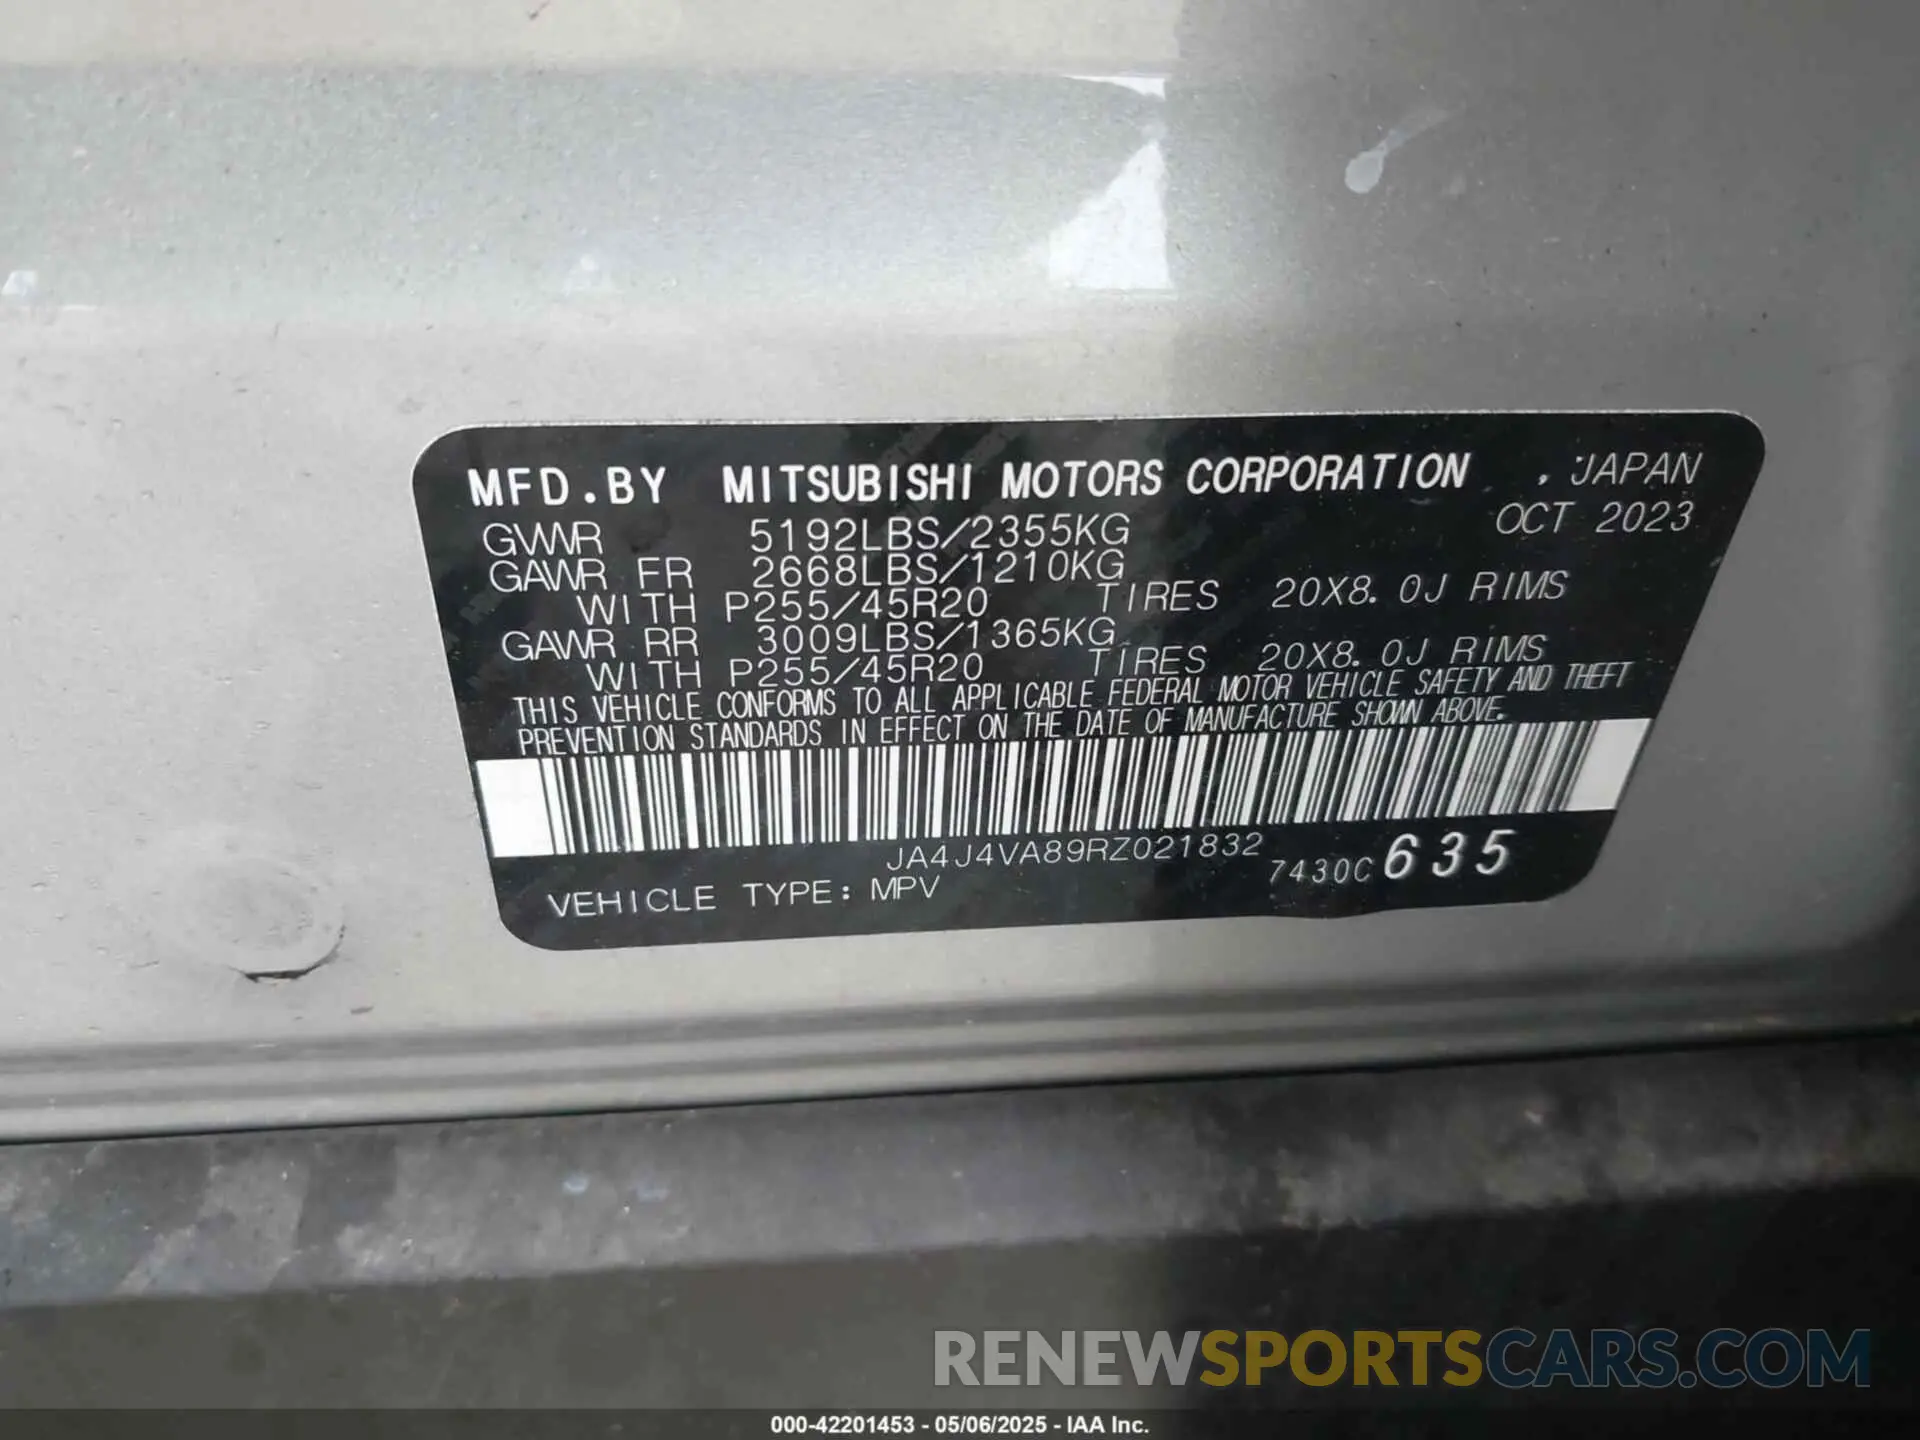 MFD.BY MITSUBISHI MOTORS CORPORATION , JAPAN
GVWR 5192LBS/2355KG OCT 2023
GAWR FR 2668LBS/1210KG
WITH P255/45R20 TIRES 20X8.0J RIMS
GAWR RR 3009LBS/1365KG
WITH P255/45R20 TIRES 20X8.0J RIMS
THIS VEHICLE CONFORMS TO ALL APPLICABLE FEDERAL MOTOR VEHICLE SAFETY AND THEFT
PREVENTION STANDARDS IN EFFECT ON THE DATE OF MANUFACTURE SHOWN ABOVE.
JA4J4VA89RZ021832
VEHICLE TYPE: MPV 7430C 635
RENEWSPORTSCARS.COM
000-42201453 - 05/06/2025 - IAA Inc.